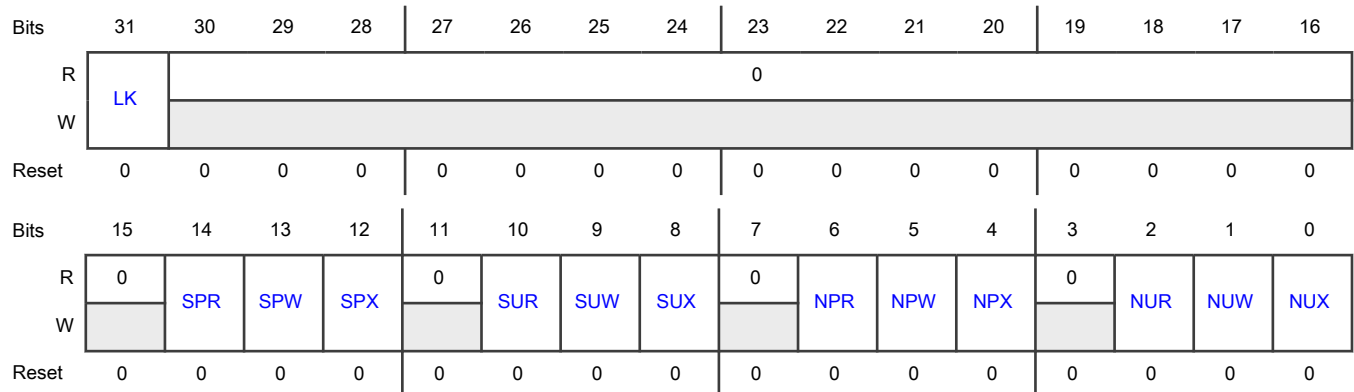 Bits 31 30 29 28 27 26 25 24 23 22 21 20 19 18 17 16
R LK 0
W
Reset 0 0 0 0 0 0 0 0 0 0 0 0 0 0 0 0
Bits 15 14 13 12 11 10 9 8 7 6 5 4 3 2 1 0
R 0 SPR SPW SPX 0 SUR SUW SUX 0 NPR NPW NPX 0 NUR NUW NUX
W
Reset 0 0 0 0 0 0 0 0 0 0 0 0 0 0 0 0